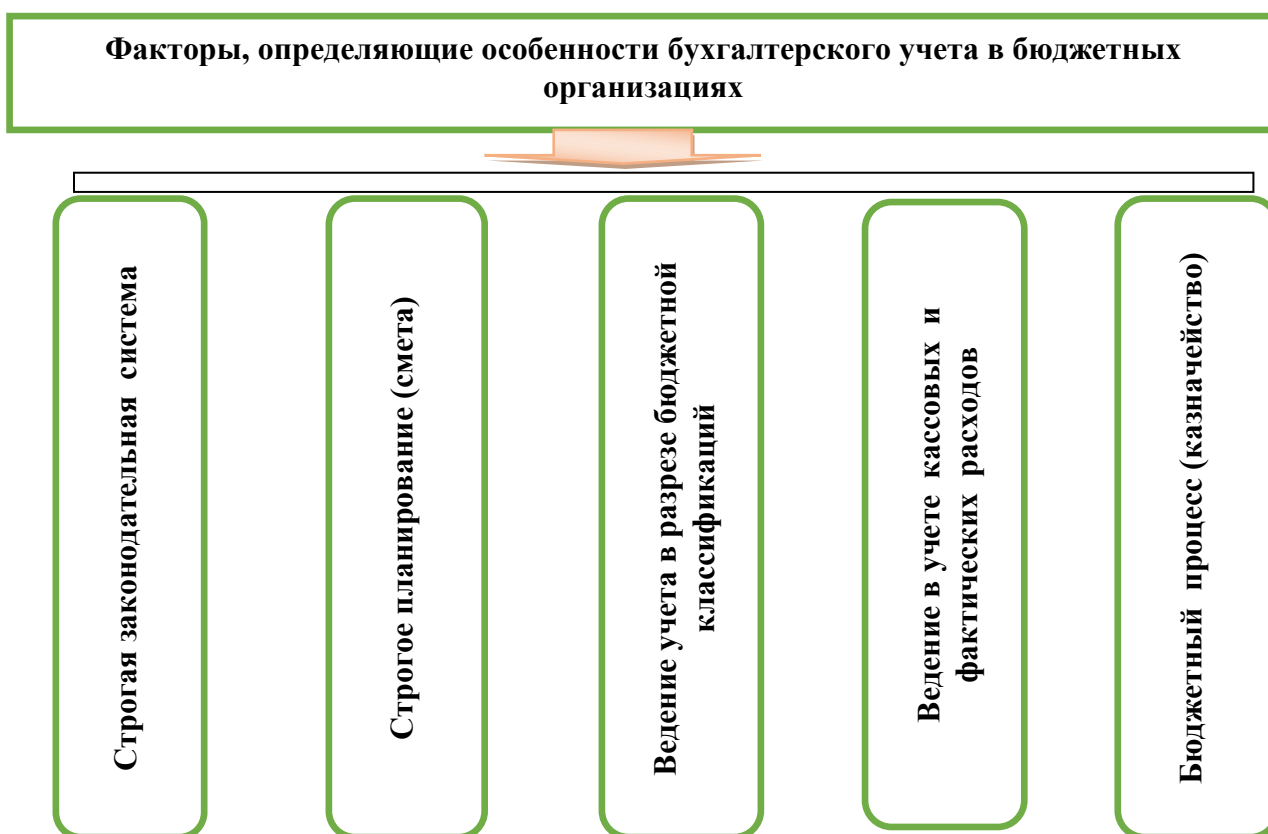 Факторы, определяющие особенности бухгалтерского учета в бюджетных
организациях
Строгая законодательная система
Строгое планирование (смета)
Ведение учета в разрезе бюджетной
классификаций
Ведение в учете кассовых и
фактических расходов
Бюджетный процесс (казначейство)